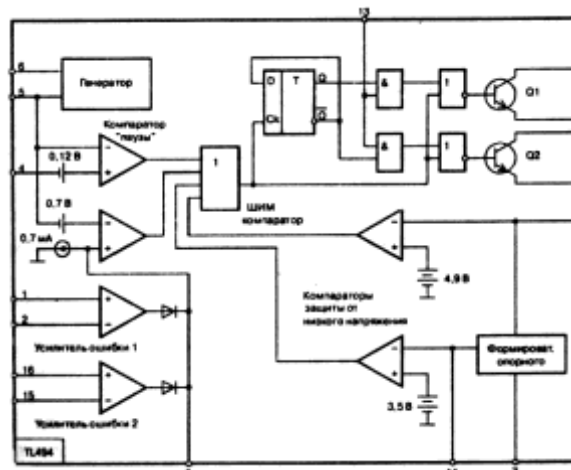 13
6
Генератор
5
Компаратор
"паузы"
D
T
Q
Ck
Q
&
1
Q1
&
1
Q2
0,12 В
4
1
0,7 В
ШИМ
компаратор
0,7 мА
4,9 В
Компараторы
защиты от
низкого напряжения
1
2
Усилитель ошибки 1
Формироват.
опорного
16
15
3,5 В
Усилитель ошибки 2
TL494